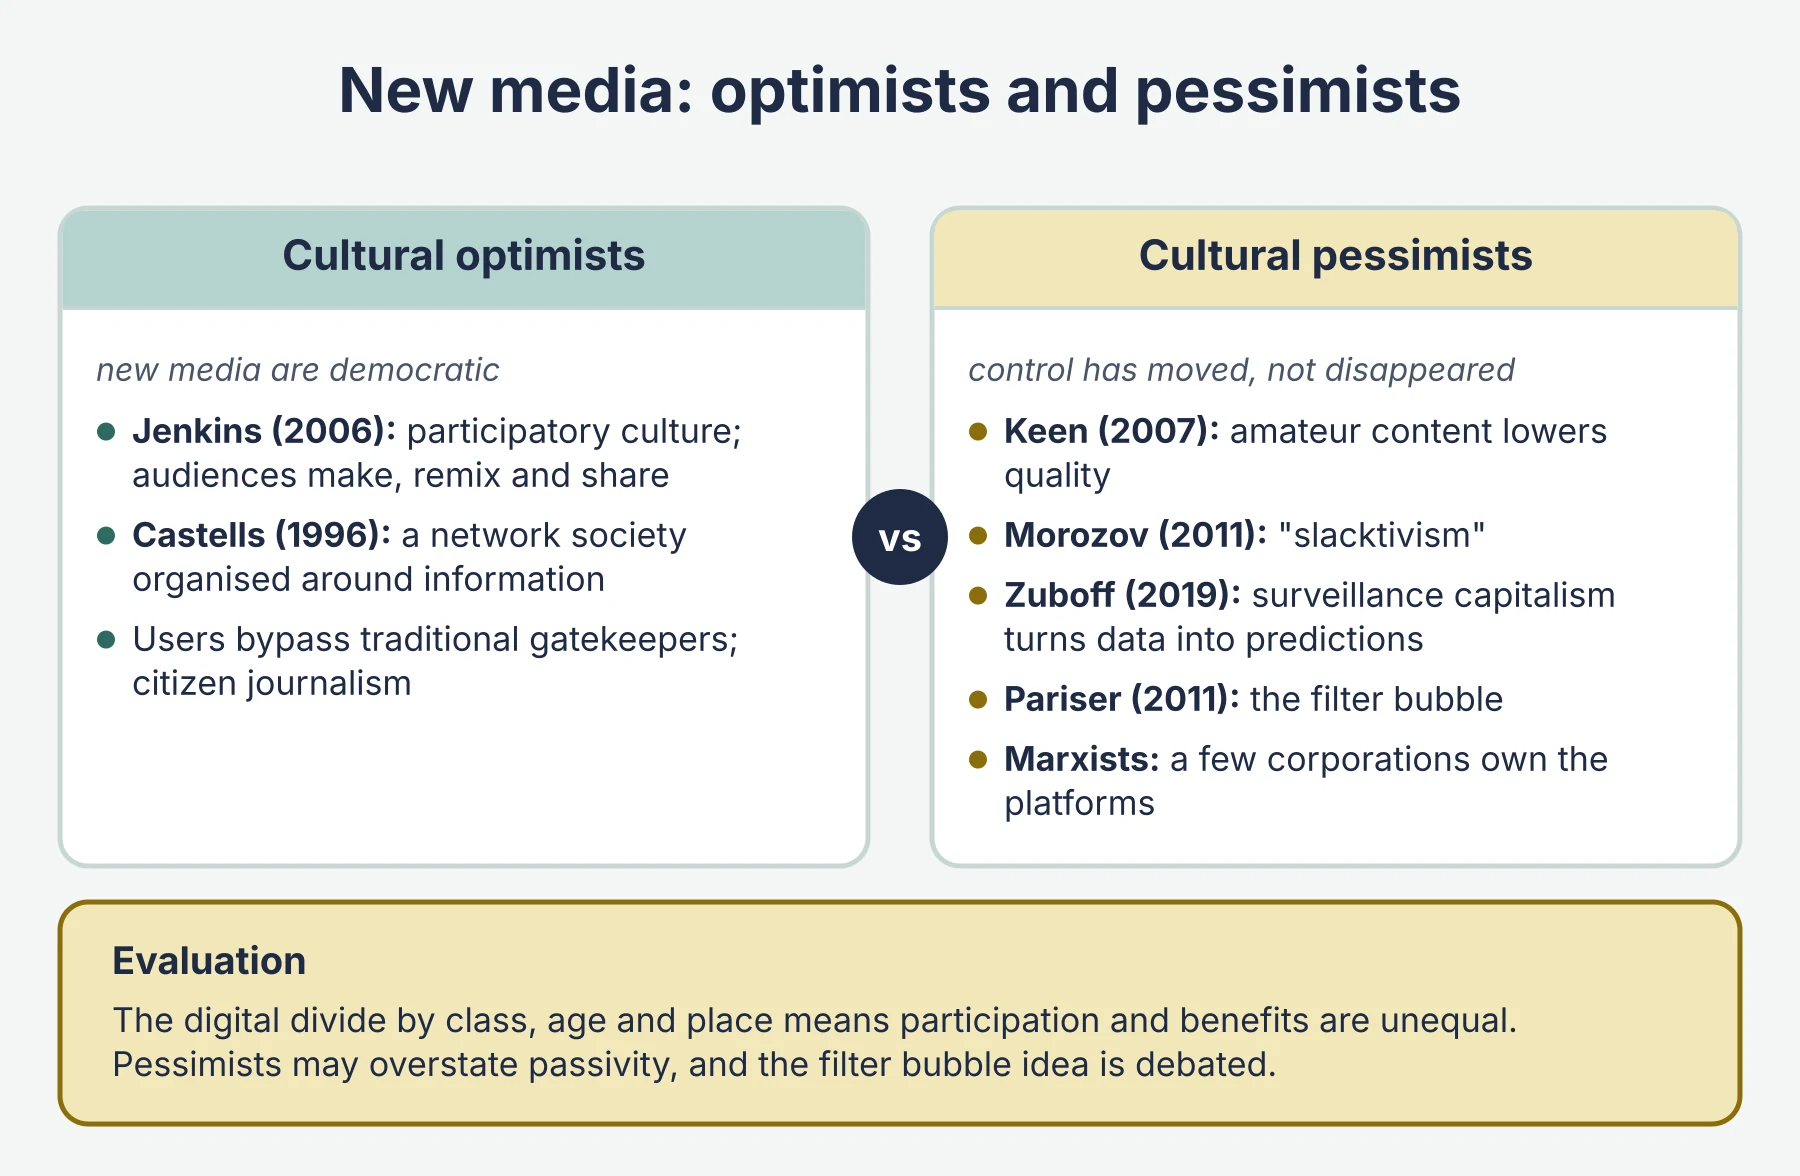 New media: optimists and pessimists
Cultural optimists
new media are democratic
Jenkins (2006): participatory culture;
audiences make, remix and share
Castells (1996): a network society
organised around information
Users bypass traditional gatekeepers;
citizen journalism
vs
Cultural pessimists
control has moved, not disappeared
Keen (2007): amateur content lowers
quality
Morozov (2011): "slacktivism"
Zuboff (2019): surveillance capitalism
turns data into predictions
Pariser (2011): the filter bubble
Marxists: a few corporations own the
platforms
Evaluation
The digital divide by class, age and place means participation and benefits are unequal.
Pessimists may overstate passivity, and the filter bubble idea is debated.